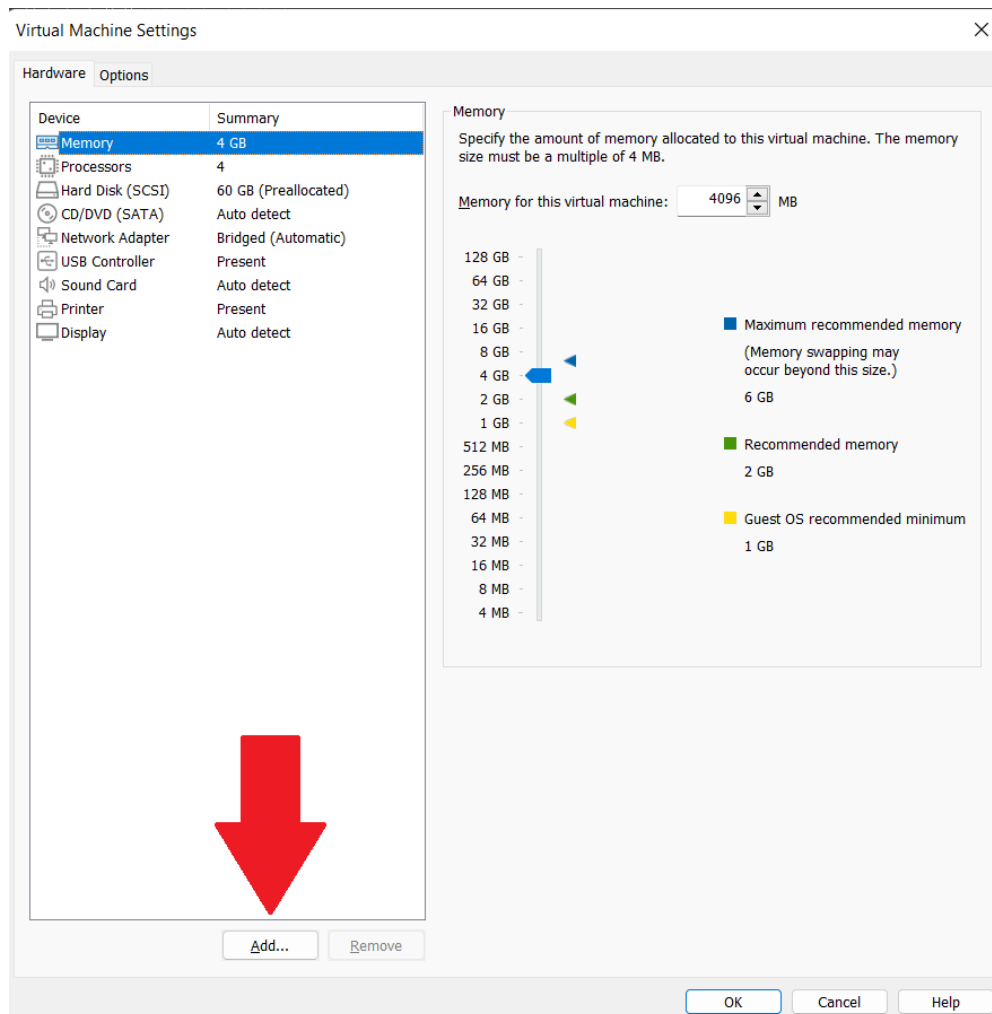 Virtual Machine Settings
Hardware Options
Device Summary
Memory 4 GB
Processors 4
Hard Disk (SCSI) 60 GB (Preallocated)
CD/DVD (SATA) Auto detect
Network Adapter Bridged (Automatic)
USB Controller Present
Sound Card Auto detect
Printer Present
Display Auto detect
Add... Remove
Memory
Specify the amount of memory allocated to this virtual machine. The memory
size must be a multiple of 4 MB.
Memory for this virtual machine: 4096 MB
128 GB
64 GB
32 GB
16 GB
8 GB
4 GB
2 GB
1 GB
512 MB
256 MB
128 MB
64 MB
32 MB
16 MB
8 MB
4 MB
Maximum recommended memory
(Memory swapping may
occur beyond this size.)
6 GB
Recommended memory
2 GB
Guest OS recommended minimum
1 GB
OK Cancel Help